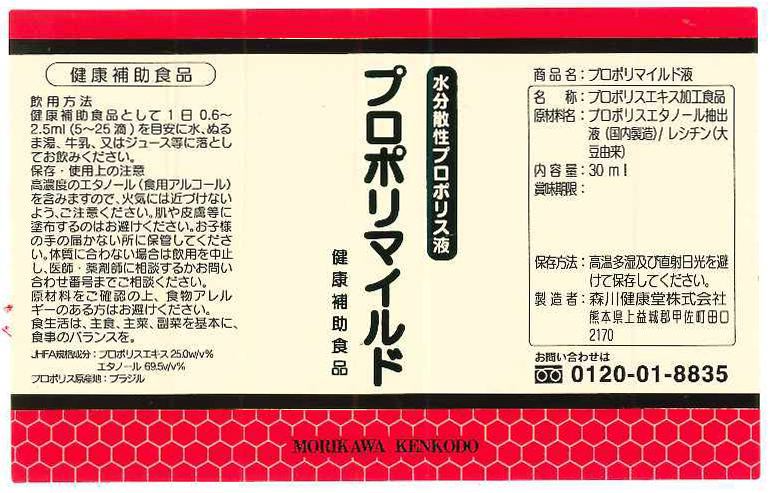 健康補助食品
飲用方法
健康補助食品として1日0.6〜
2.5ml(5〜25滴)を目安に水、ぬる
ま湯、牛乳、又はジュース等に落とし
てお飲みください。
保存・使用上の注意
高濃度のエタノール(食用アルコール)
を含みますので、火気には近づけない
よう、ご注意ください。肌や皮膚等に
塗布するのはお避けください。お子様
の手の届かない所に保管してくださ
い。体質に合わない場合は飲用を中止
し、医師・薬剤師に相談するかお問い
合わせ番号までご相談ください。
原材料をご確認の上、食物アレル
ギーのある方はお避けください。
食生活は、主食、主菜、副菜を基本に、
食事のバランスを。
JHFA規格成分:プロポリスエキス 25.0w/v%
エタノール 69.5v/v%
プロポリス原産地:ブラジル
水分散性プロポリス液
プロポリマイルド
健康補助食品
商品名:プロポリマイルド液
名 称:プロポリスエキス加工食品
原材料名:プロポリスエタノール抽出
液(国内製造)/レシチン(大
豆由来)
内容量:30ml
賞味期限:
保存方法:高温多湿及び直射日光を避
けて保存してください。
製造者:森川健康堂株式会社
熊本県上益城郡甲佐町田口
2170
お問い合わせは
0120-01-8835
MORIKAWA KENKODO